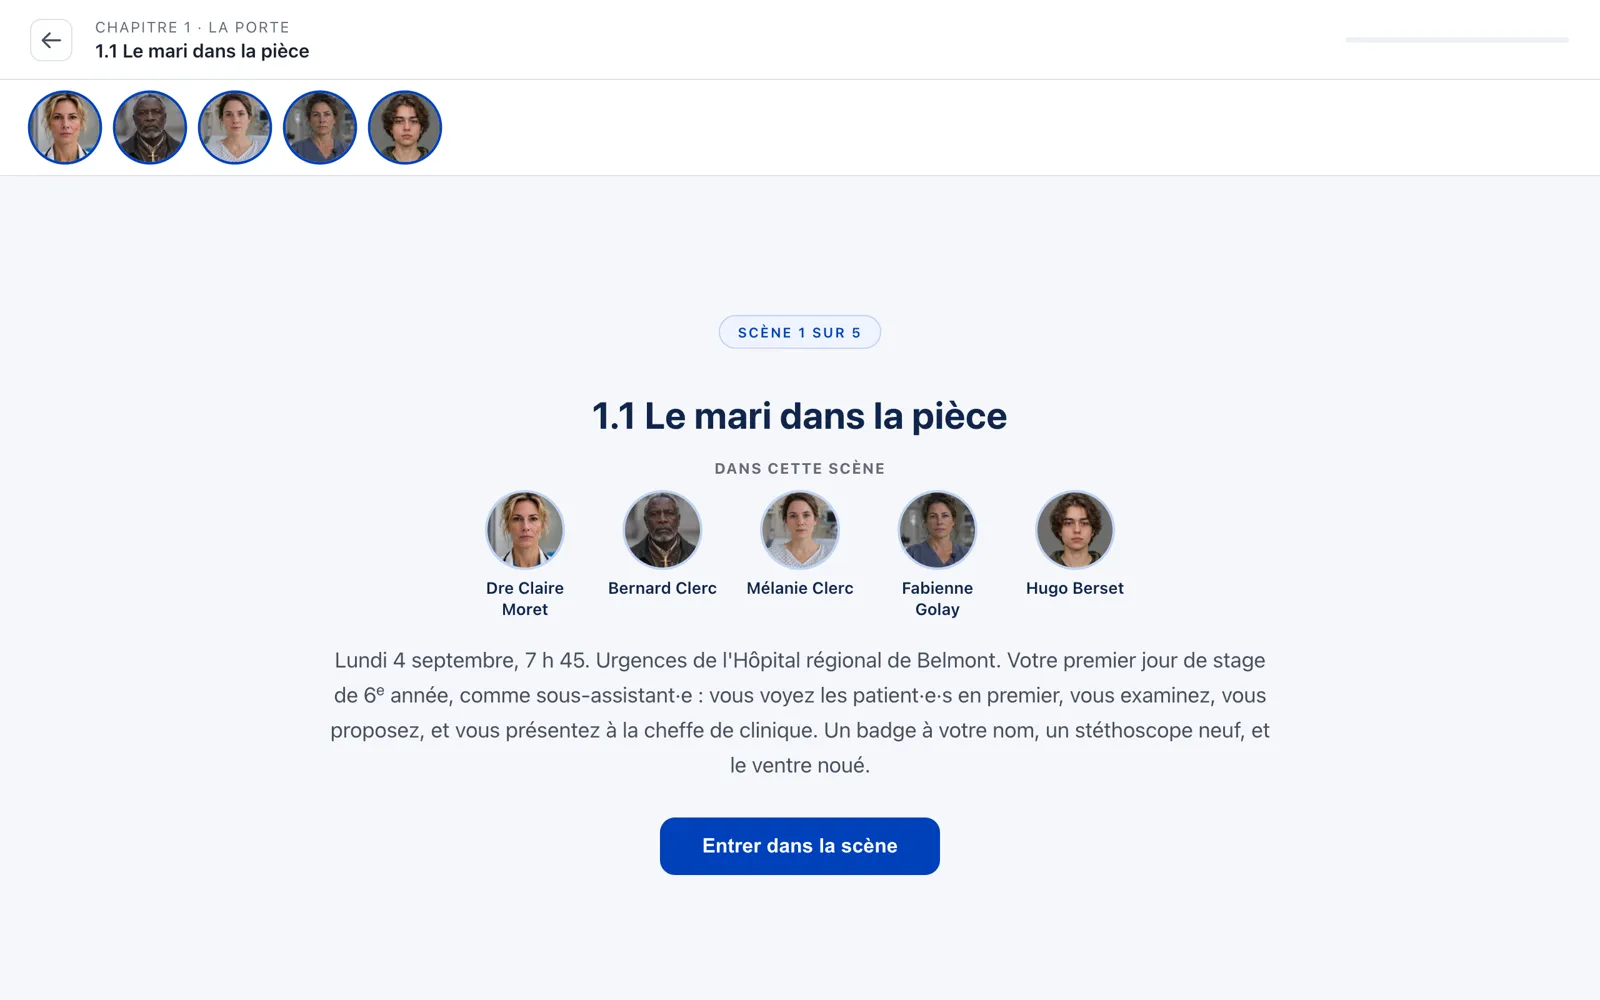 CHAPITRE 1 · LA PORTE
1.1 Le mari dans la pièce
SCÈNE 1 SUR 5
1.1 Le mari dans la pièce
DANS CETTE SCÈNE
Dre Claire Moret
Bernard Clerc
Mélanie Clerc
Fabienne Golay
Hugo Berset
Lundi 4 septembre, 7 h 45. Urgences de l'Hôpital régional de Belmont. Votre premier jour de stage
de 6ᵉ année, comme sous-assistant·e : vous voyez les patient·e·s en premier, vous examinez, vous
proposez, et vous présentez à la cheffe de clinique. Un badge à votre nom, un stéthoscope neuf, et
le ventre noué.
Entrer dans la scène